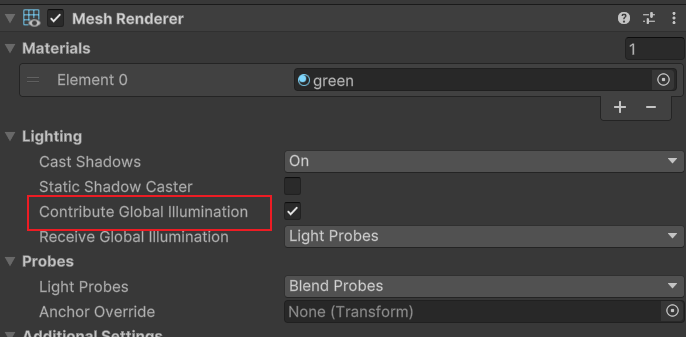 Mesh Renderer
Materials 1
Element 0 green
+ −
Lighting
Cast Shadows On
Static Shadow Caster
Contribute Global Illumination
Receive Global Illumination Light Probes
Probes
Light Probes Blend Probes
Anchor Override None (Transform)
Additional Settings